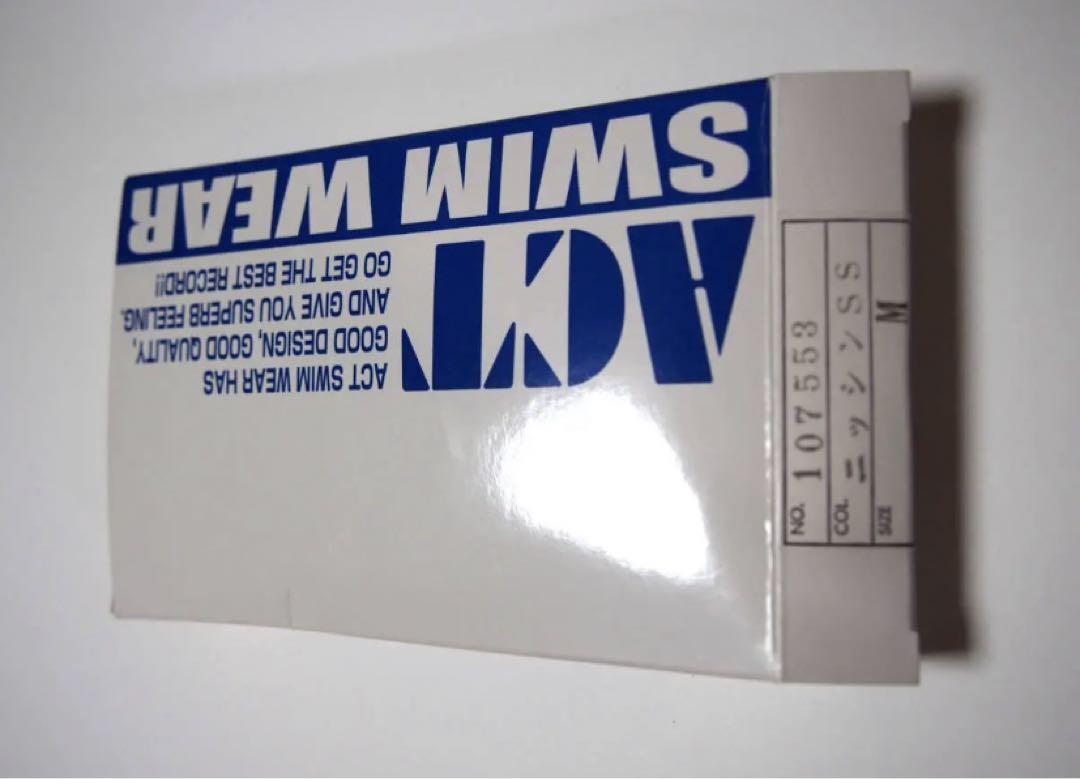 SWIM WEAR
ACT
ACT SWIM WEAR HAS
GOOD DESIGN, GOOD QUALITY,
AND GIVE YOU SUPERB FEELING.
GO GET THE BEST RECORD!!
NO. 107553
COL. ニッシンSS
SIZE M